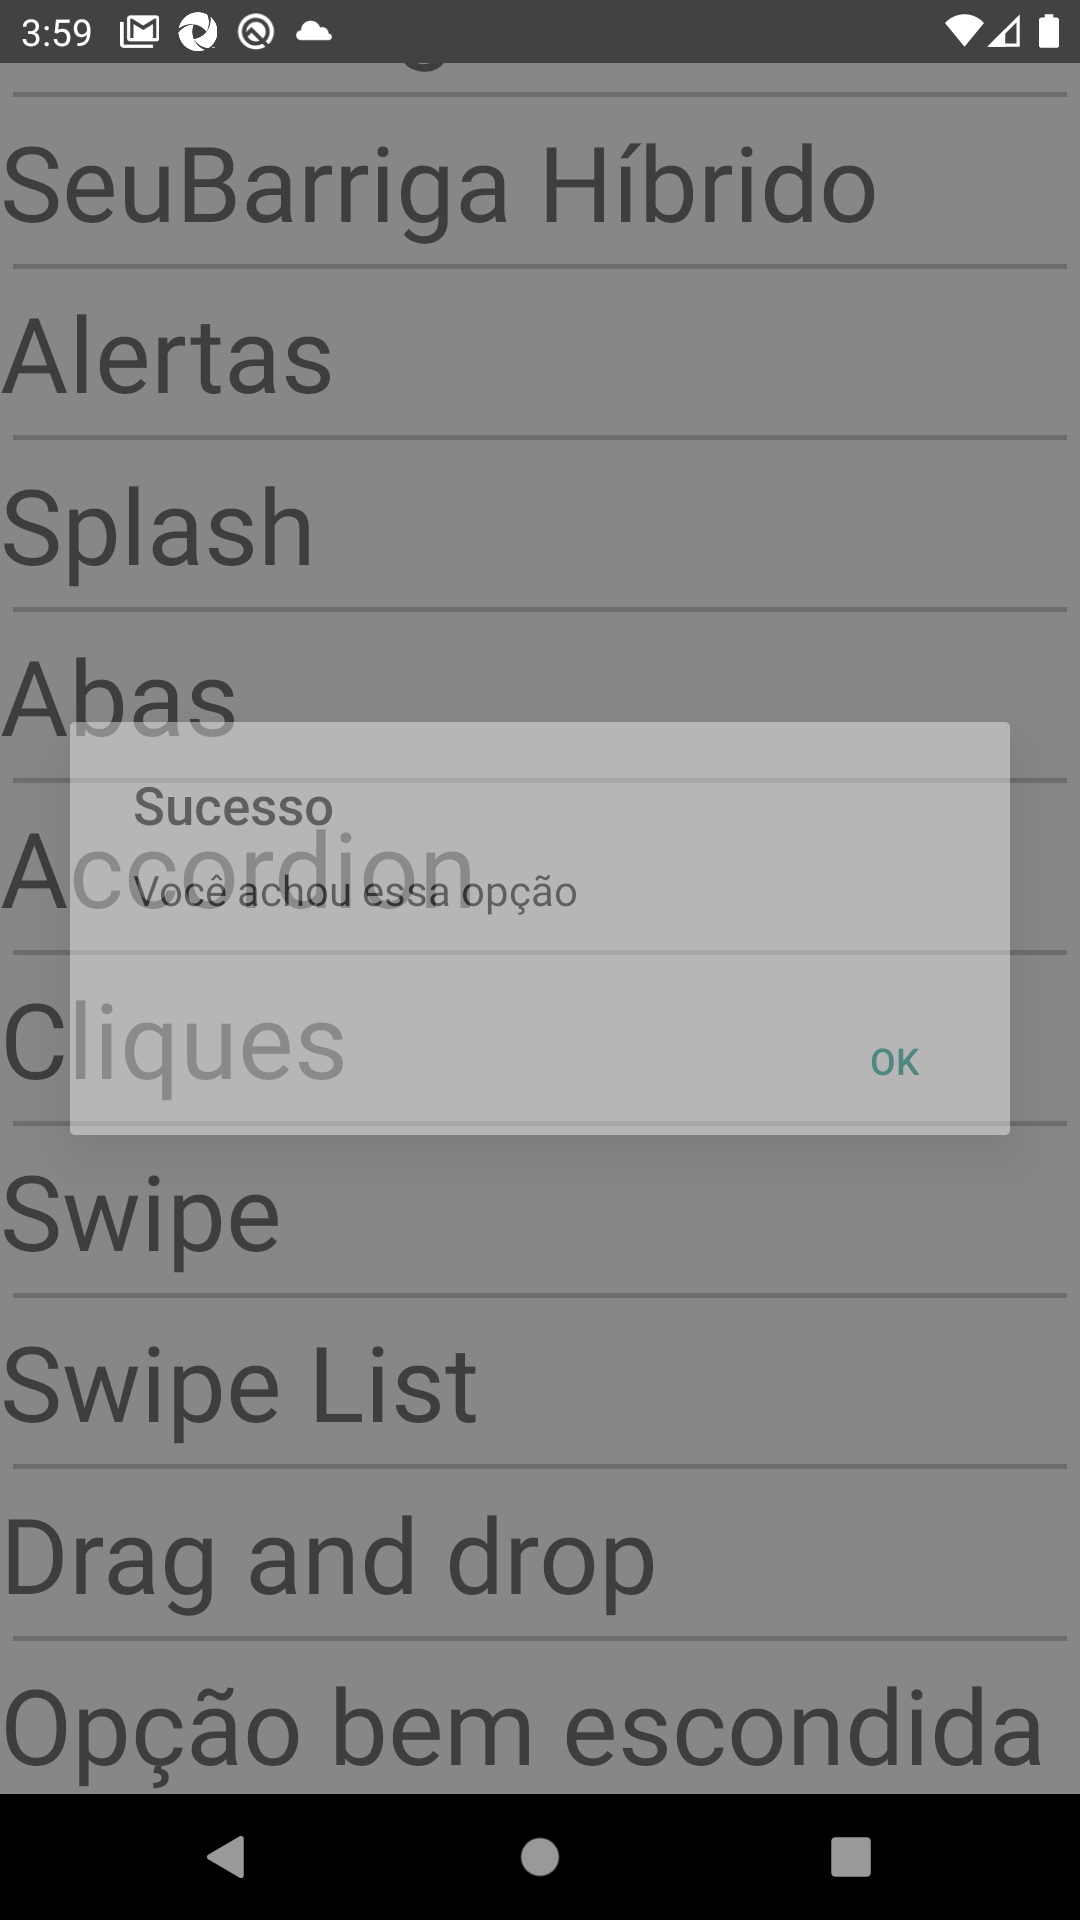 3:59
SeuBarriga Híbrido
Alertas
Splash
Abas
Sucesso
Accordion
Você achou essa opção
Cliques
OK
Swipe
Swipe List
Drag and drop
Opção bem escondida